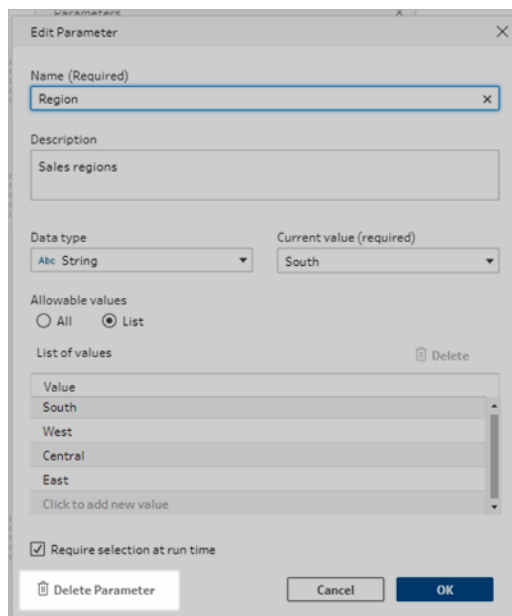 Parameters
Edit Parameter
Name (Required)
Region
Description
Sales regions
Data type
Current value (required)
Abc String
South
Allowable values
All
List
List of values
Delete
Value
South
West
Central
East
Click to add new value
Require selection at run time
Delete Parameter
Cancel
OK